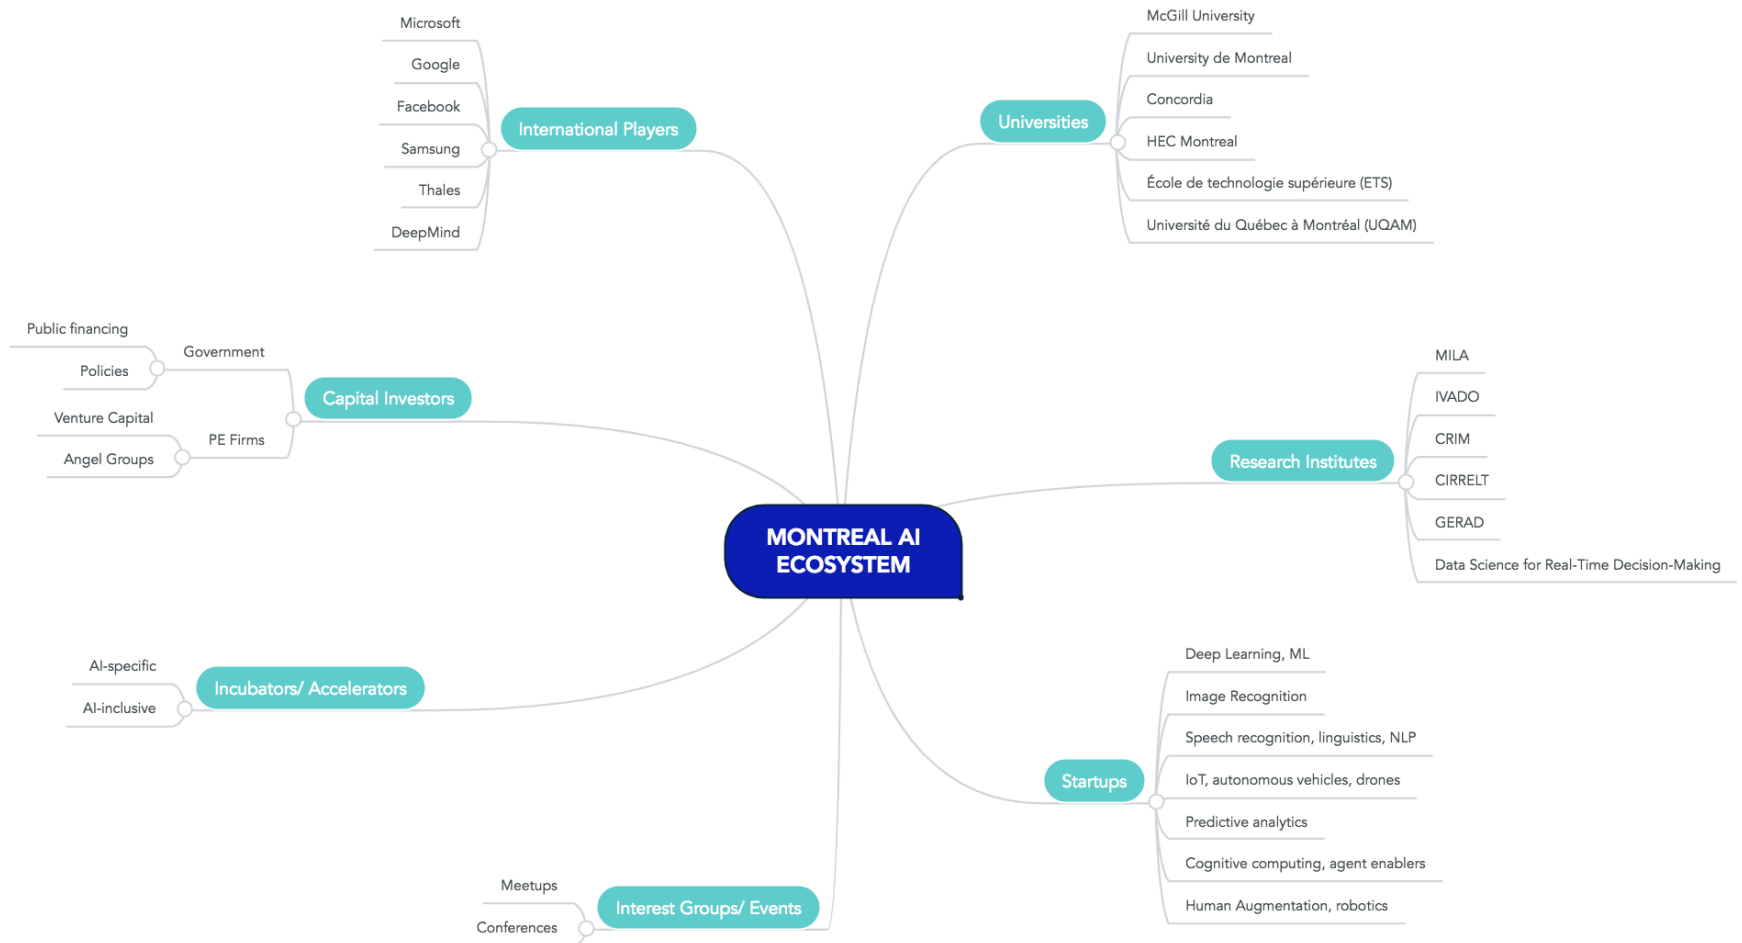 MONTREAL AI
ECOSYSTEM
International Players
Microsoft
Google
Facebook
Samsung
Thales
DeepMind
Capital Investors
Government
Public financing
Policies
PE Firms
Venture Capital
Angel Groups
Incubators/ Accelerators
AI-specific
AI-inclusive
Interest Groups/ Events
Meetups
Conferences
Universities
McGill University
University de Montreal
Concordia
HEC Montreal
École de technologie supérieure (ETS)
Université du Québec à Montréal (UQAM)
Research Institutes
MILA
IVADO
CRIM
CIRRELT
GERAD
Data Science for Real-Time Decision-Making
Startups
Deep Learning, ML
Image Recognition
Speech recognition, linguistics, NLP
IoT, autonomous vehicles, drones
Predictive analytics
Cognitive computing, agent enablers
Human Augmentation, robotics